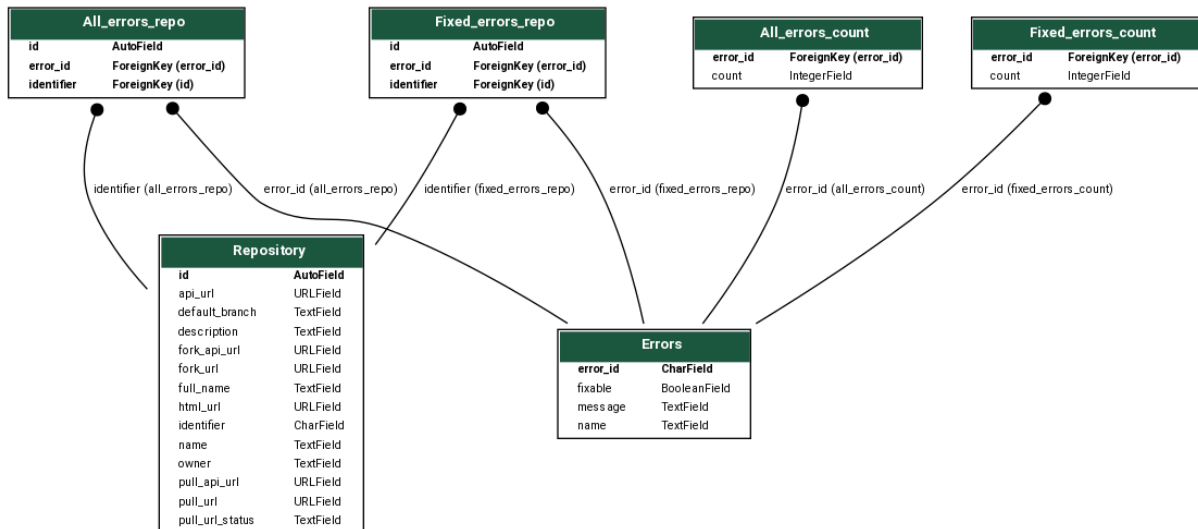 All_errors_repo
id AutoField
error_id ForeignKey (error_id)
identifier ForeignKey (id)
Fixed_errors_repo
id AutoField
error_id ForeignKey (error_id)
identifier ForeignKey (id)
All_errors_count
error_id ForeignKey (error_id)
count IntegerField
Fixed_errors_count
error_id ForeignKey (error_id)
count IntegerField
identifier (all_errors_repo)
error_id (all_errors_repo)
identifier (fixed_errors_repo)
error_id (fixed_errors_repo)
error_id (all_errors_count)
error_id (fixed_errors_count)
Repository
id AutoField
api_url URLField
default_branch TextField
description TextField
fork_api_url URLField
fork_url URLField
full_name TextField
html_url URLField
identifier CharField
name TextField
owner TextField
pull_api_url URLField
pull_url URLField
pull_url_status TextField
Errors
error_id CharField
fixable BooleanField
message TextField
name TextField